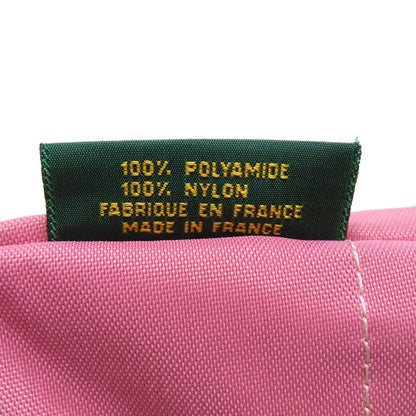 100% POLYAMIDE
100% NYLON
FABRIQUE EN FRANCE
MADE IN FRANCE